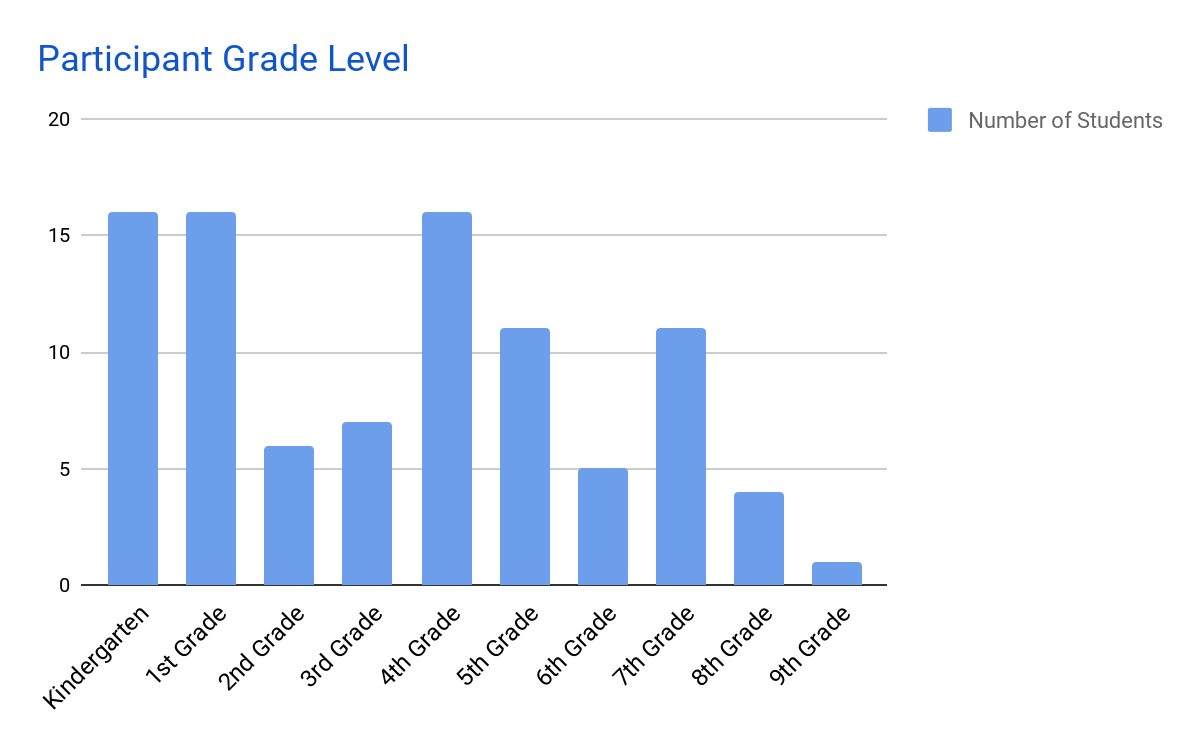 Participant Grade Level
Number of Students
20
15
10
5
0
Kindergarten
1st Grade
2nd Grade
3rd Grade
4th Grade
5th Grade
6th Grade
7th Grade
8th Grade
9th Grade